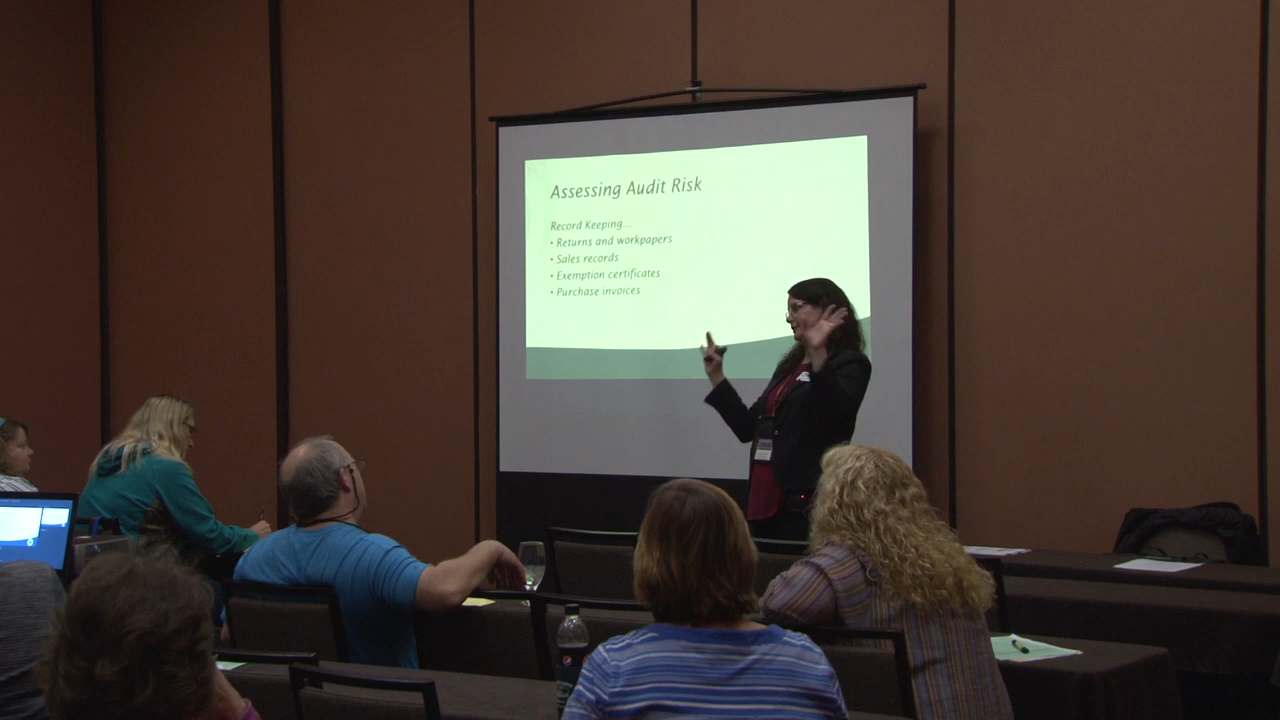 Assessing Audit Risk
Record Keeping...
• Returns and workpapers
• Sales records
• Exemption certificates
• Purchase invoices